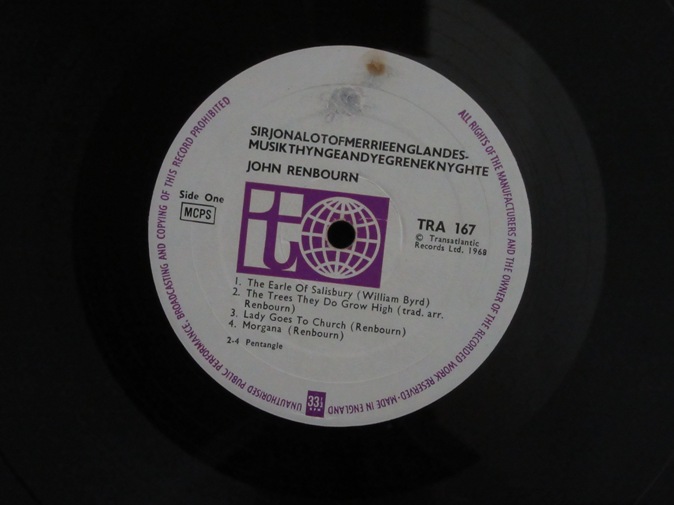 SIRJONALOTOFMERRIEENGLANDES-
MUSIKTHYNGEANDYEGRENEKNYGHTE
JOHN RENBOURN
Side One
MCPS
t
TRA 167
© Transatlantic
Records Ltd. 1968
1. The Earle Of Salisbury (William Byrd)
2. The Trees They Do Grow High (trad. arr.
Renbourn)
3. Lady Goes To Church (Renbourn)
4. Morgana (Renbourn)
2-4 Pentangle
33⅓
RPM
ALL RIGHTS OF THE MANUFACTURERS AND THE OWNER OF THE RECORDED WORK RESERVED-MADE IN ENGLAND
UNAUTHORISED PUBLIC PERFORMANCE, BROADCASTING AND COPYING OF THIS RECORD PROHIBITED